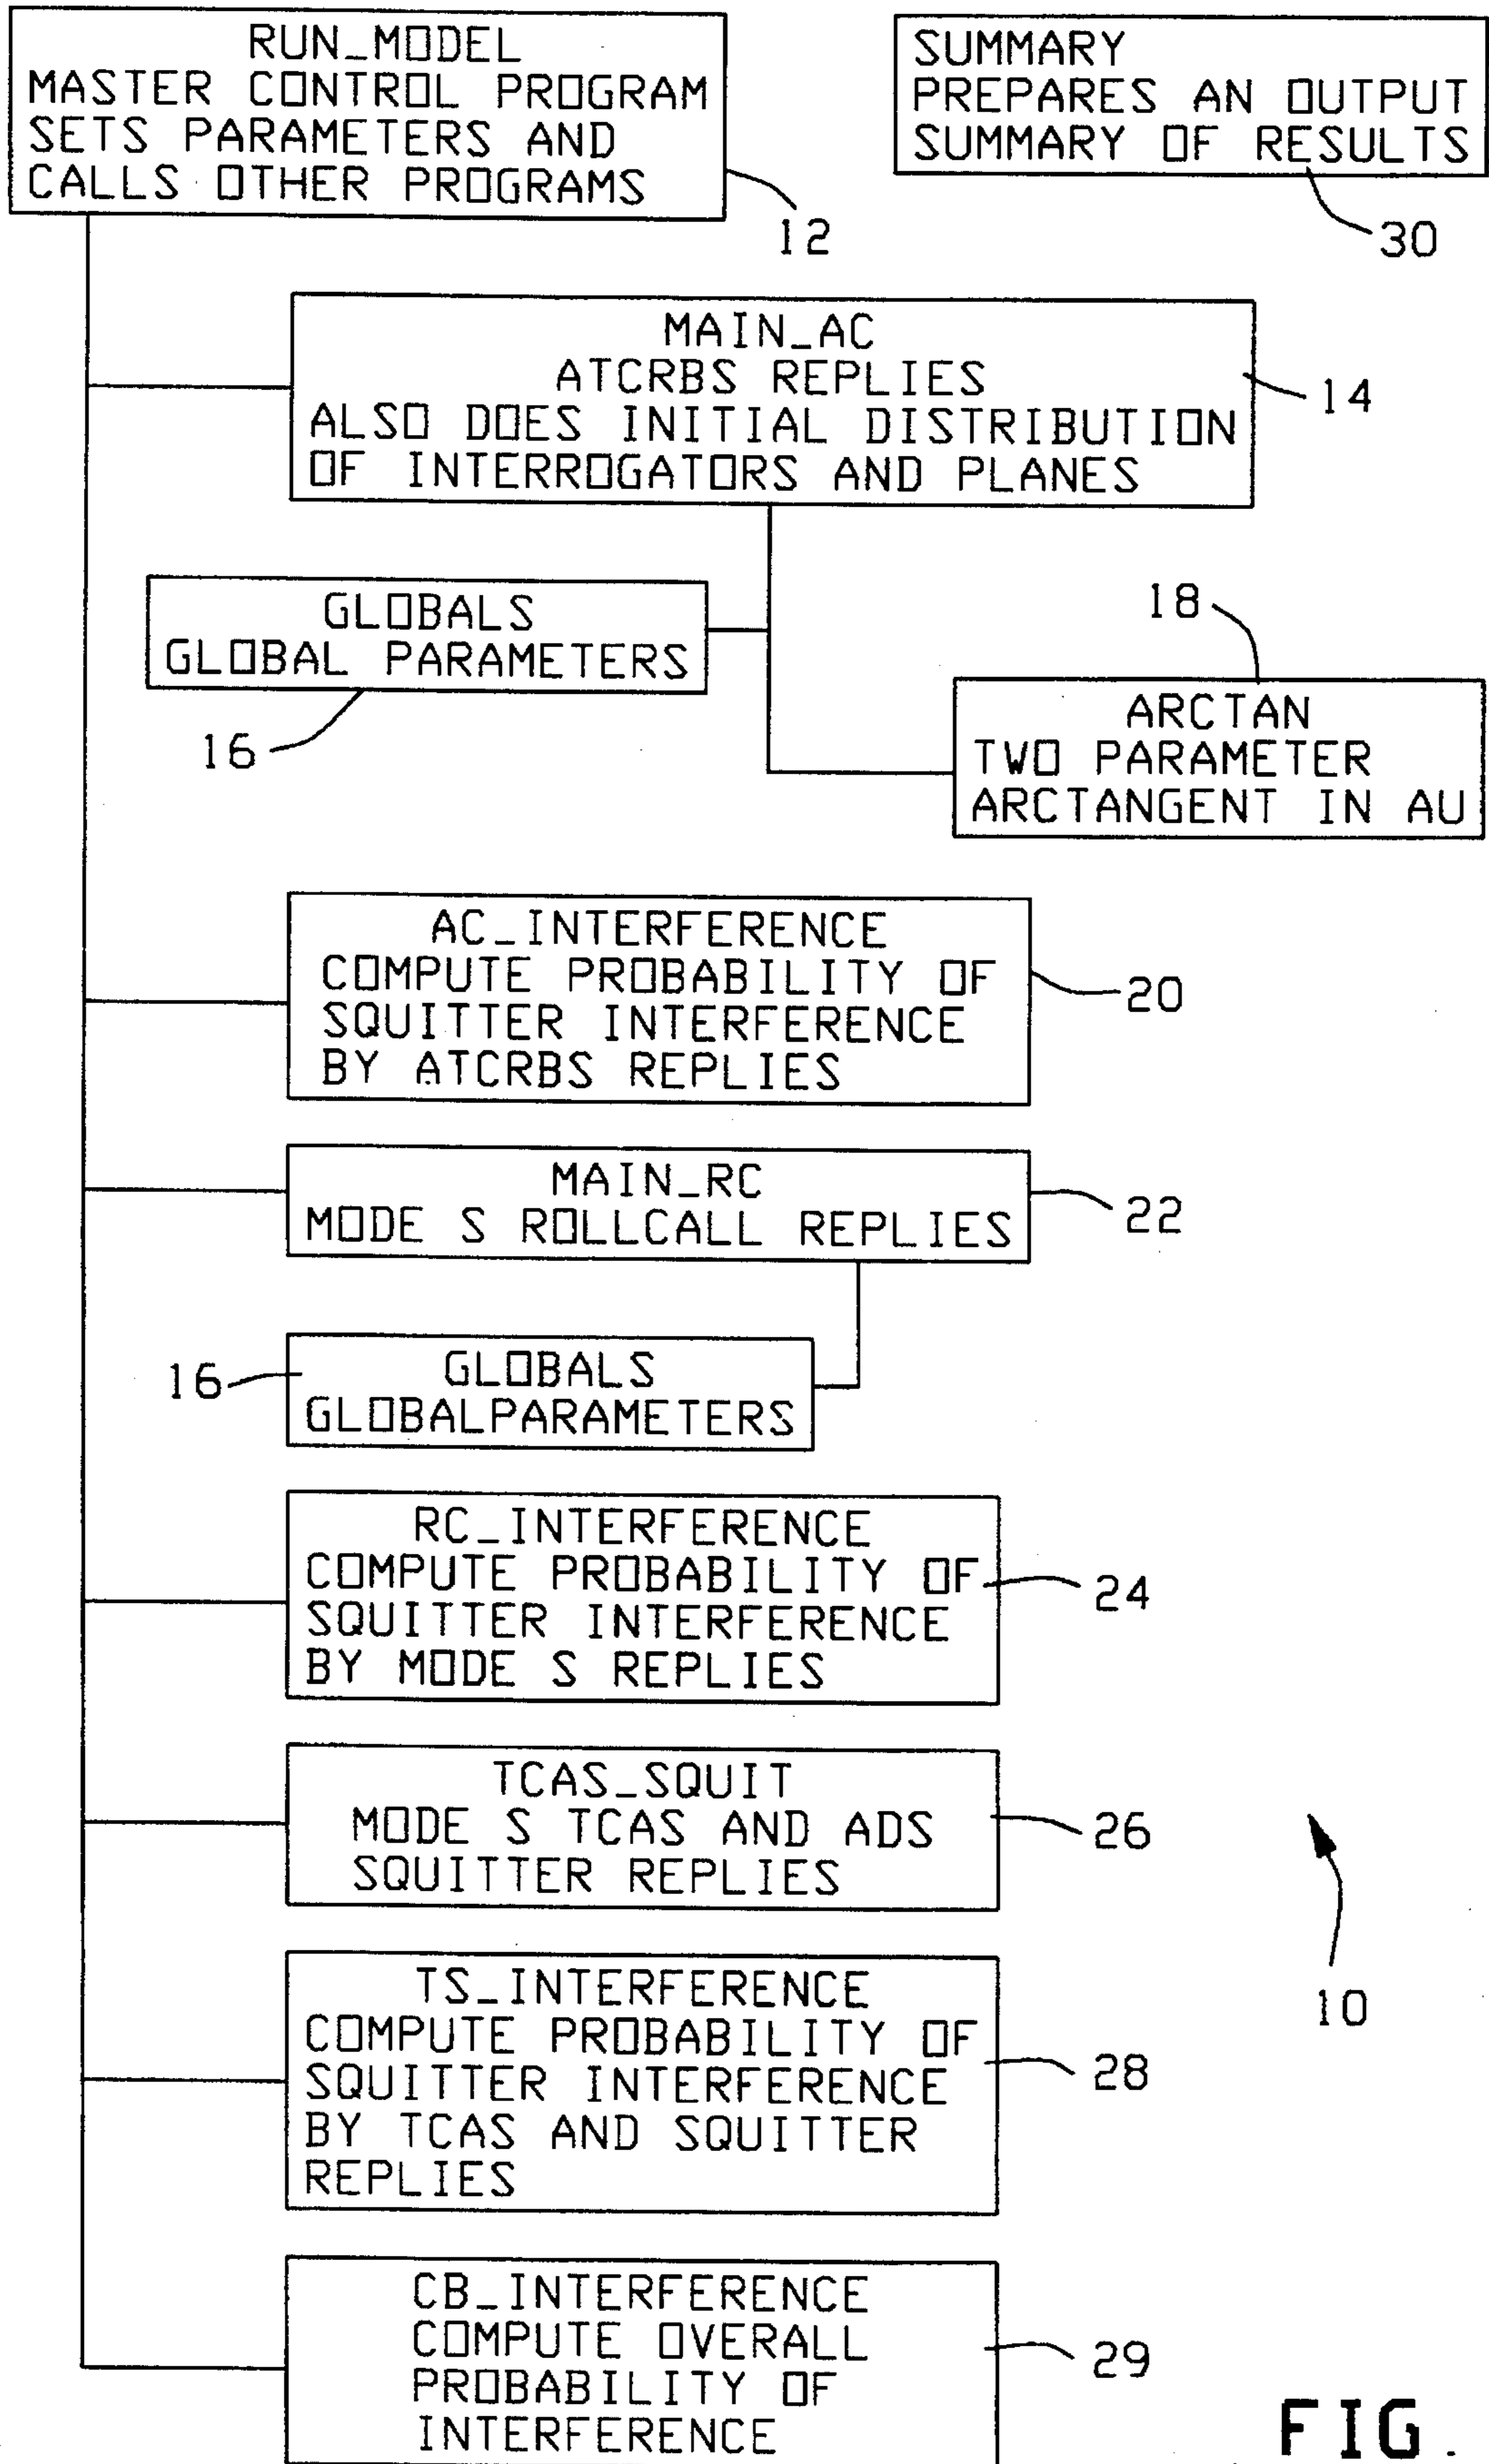 RUN_MODEL
MASTER CONTROL PROGRAM
SETS PARAMETERS AND
CALLS OTHER PROGRAMS
12
SUMMARY
PREPARES AN OUTPUT
SUMMARY OF RESULTS
30
MAIN_AC
ATCRBS REPLIES
ALSO DOES INITIAL DISTRIBUTION
OF INTERROGATORS AND PLANES
14
GLOBALS
GLOBAL PARAMETERS
16
18
ARCTAN
TWO PARAMETER
ARCTANGENT IN AU
AC_INTERFERENCE
COMPUTE PROBABILITY OF
SQUITTER INTERFERENCE
BY ATCRBS REPLIES
20
MAIN_RC
MODE S ROLLCALL REPLIES
22
16
GLOBALS
GLOBALPARAMETERS
RC_INTERFERENCE
COMPUTE PROBABILITY OF
SQUITTER INTERFERENCE
BY MODE S REPLIES
24
TCAS_SQUIT
MODE S TCAS AND ADS
SQUITTER REPLIES
26
10
TS_INTERFERENCE
COMPUTE PROBABILITY OF
SQUITTER INTERFERENCE
BY TCAS AND SQUITTER
REPLIES
28
CB_INTERFERENCE
COMPUTE OVERALL
PROBABILITY OF
INTERFERENCE
29
FIG.